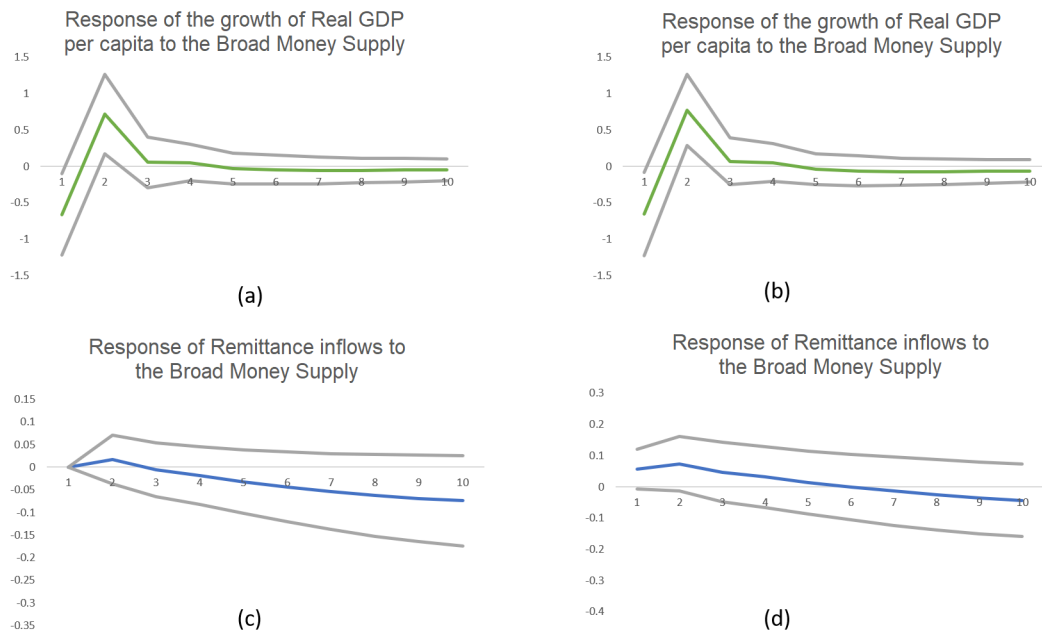 Response of the growth of Real GDP
per capita to the Broad Money Supply
1.5
1
0.5
0
-0.5
-1
-1.5
1 2 3 4 5 6 7 8 9 10
(a)
Response of the growth of Real GDP
per capita to the Broad Money Supply
1.5
1
0.5
0
-0.5
-1
-1.5
1 2 3 4 5 6 7 8 9 10
(b)
Response of Remittance inflows to
the Broad Money Supply
0.15
0.1
0.05
0
-0.05
-0.1
-0.15
-0.2
-0.25
-0.3
-0.35
1 2 3 4 5 6 7 8 9 10
(c)
Response of Remittance inflows to
the Broad Money Supply
0.3
0.2
0.1
0
-0.1
-0.2
-0.3
-0.4
1 2 3 4 5 6 7 8 9 10
(d)